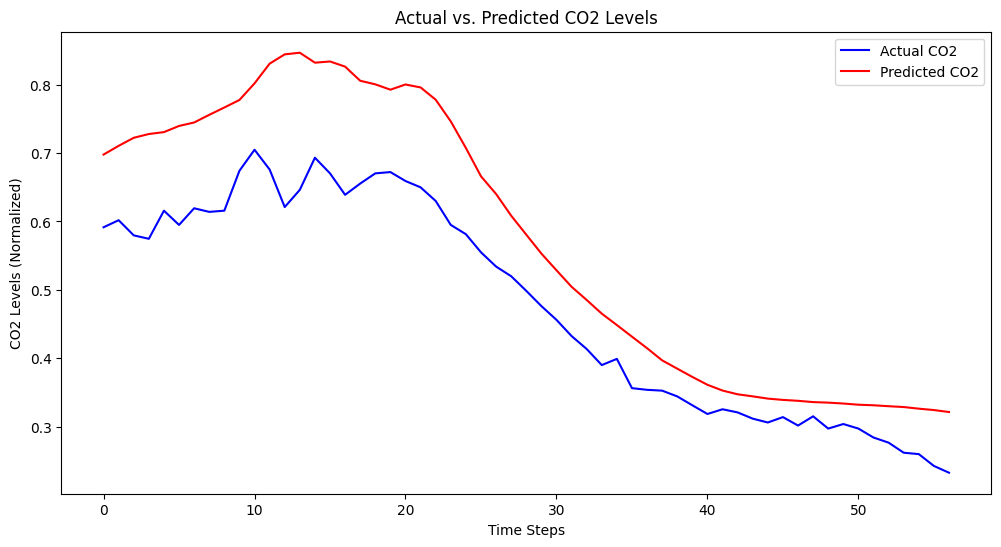 Actual vs. Predicted CO2 Levels
Actual CO2
Predicted CO2
CO2 Levels (Normalized)
0.8
0.7
0.6
0.5
0.4
0.3
0 10 20 30 40 50
Time Steps